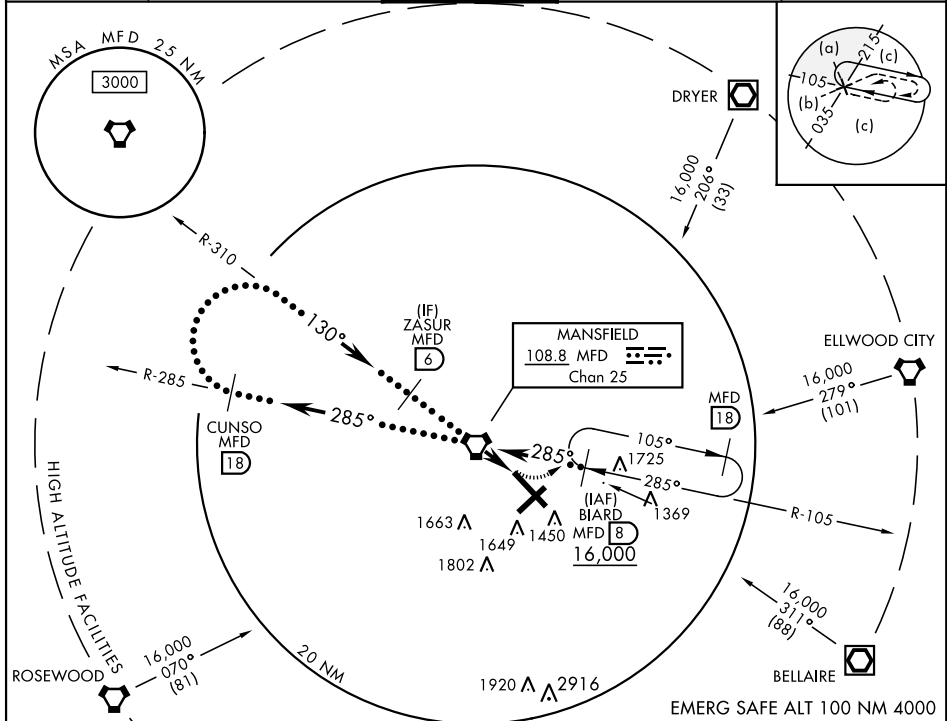 MSA MFD 25 NM
3000
(a)
215
(c)
105
(b)
035
(c)
DRYER
16,000
206°
(33)
R-310
130°
(IF)
ZASUR
MFD
6
MANSFIELD
108.8 MFD
Chan 25
ELLWOOD CITY
16,000
279°
(101)
R-285
285°
CUNSO
MFD
18
MFD
18
285°
105°
1725
285°
1369
R-105
(IAF)
BIARD
MFD 8
16,000
1663
1649
1450
1802
HIGH ALTITUDE FACILITIES
16,000
311°
(88)
ROSEWOOD
16,000
070°
(81)
20 NM
BELLAIRE
1920
2916
EMERG SAFE ALT 100 NM 4000